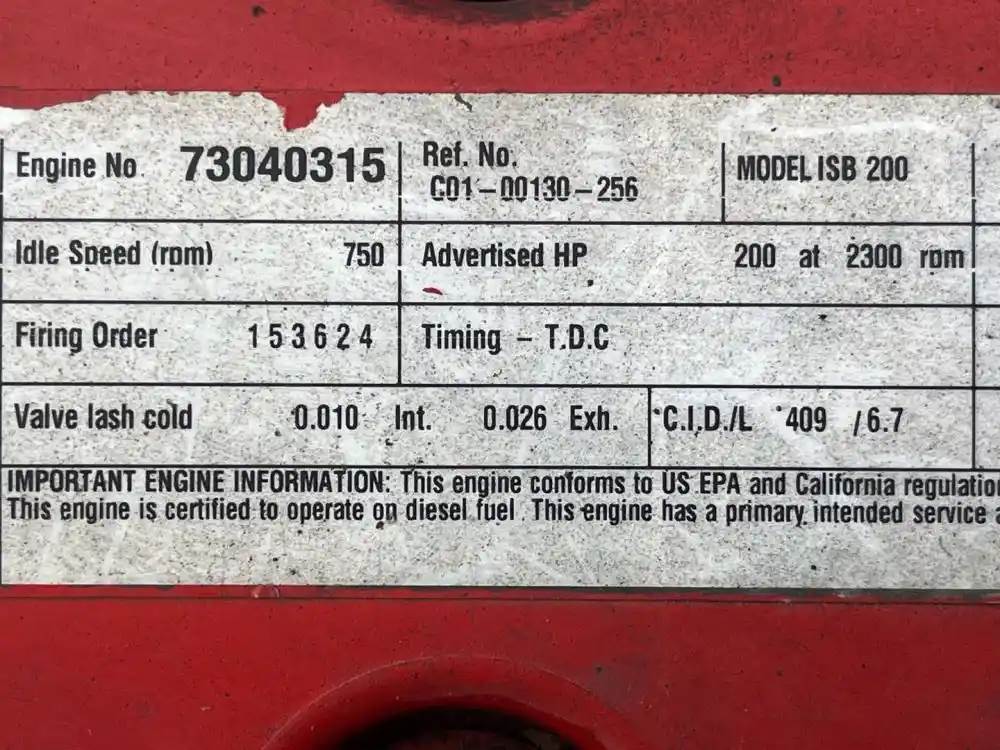 Engine No. 73040315 Ref. No. C01-00130-256 MODEL ISB 200
Idle Speed (rpm) 750 Advertised HP 200 at 2300 rpm
Firing Order 1 5 3 6 2 4 Timing - T.D.C
Valve lash cold 0.010 Int. 0.026 Exh. C.I.D./L 409 / 6.7
IMPORTANT ENGINE INFORMATION: This engine conforms to US EPA and California regulation
This engine is certified to operate on diesel fuel. This engine has a primary intended service